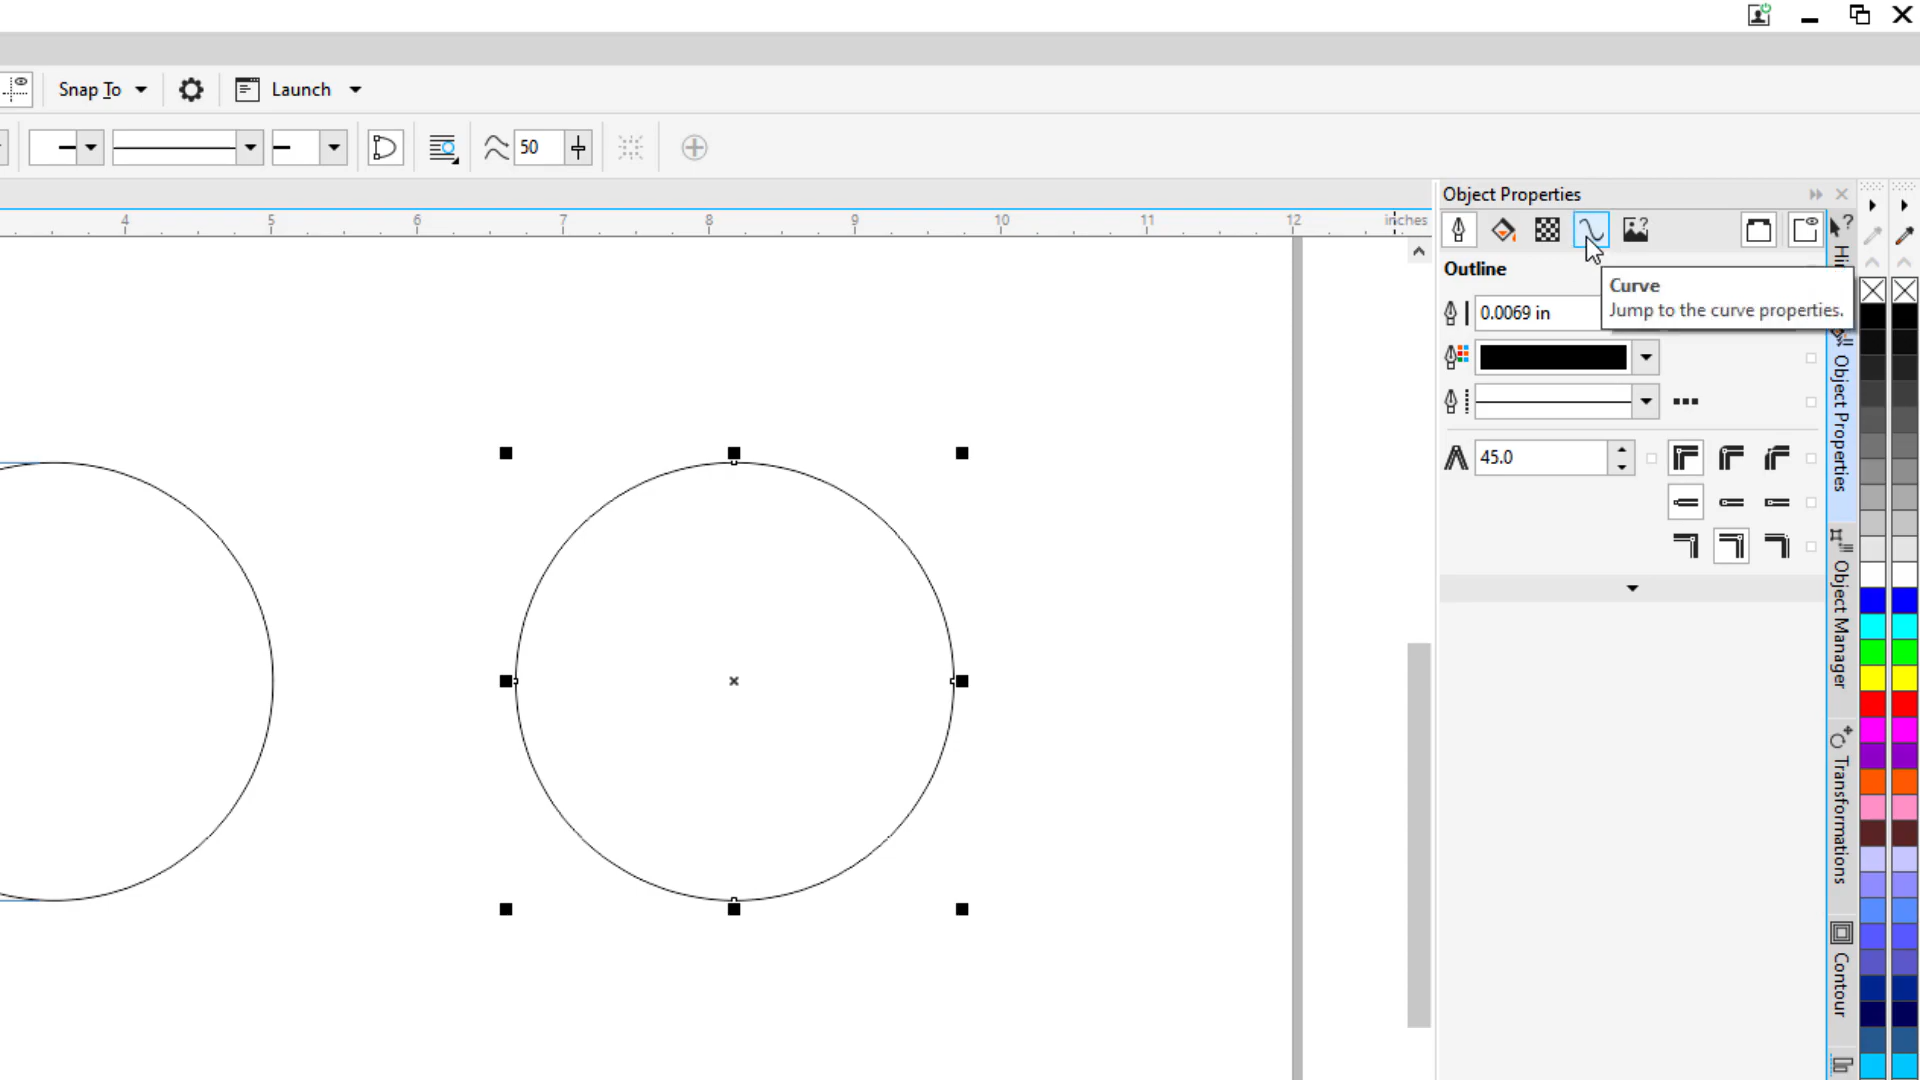 Snap To
Launch
50
Object Properties
4 5 6 7 8 9 10 11 12 inches
Outline
Curve
Jump to the curve properties.
0.0069 in
45.0
Hi
Object Properties
Object Manager
Transformations
Contour